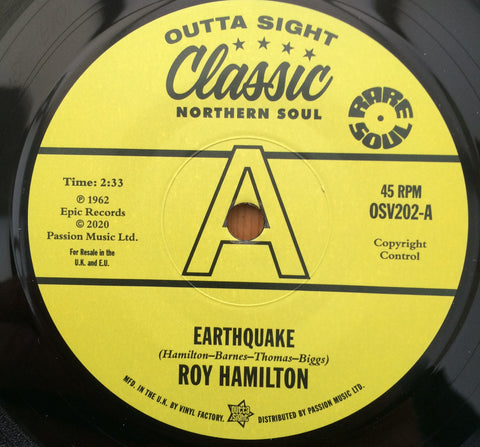 OUTTA SIGHT
Classic
NORTHERN SOUL
RARE
SOUL
A
Time: 2:33
℗ 1962
Epic Records
© 2020
Passion Music Ltd.
For Resale in the
U.K. and E.U.
45 RPM
OSV202-A
Copyright
Control
EARTHQUAKE
(Hamilton–Barnes–Thomas–Biggs)
ROY HAMILTON
MFD. IN THE U.K. BY VINYL FACTORY.
outta
sight
DISTRIBUTED BY PASSION MUSIC LTD.